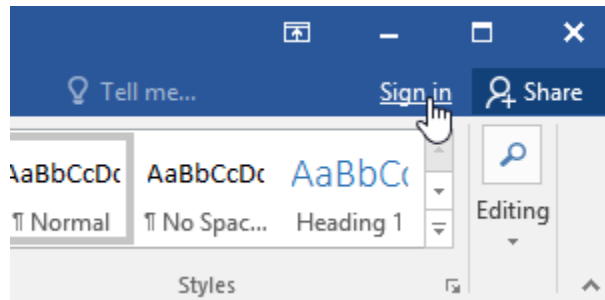 Tell me... Sign in Share
AaBbCcDc AaBbCcDc AaBbC(
¶ Normal ¶ No Spac... Heading 1 Editing
Styles